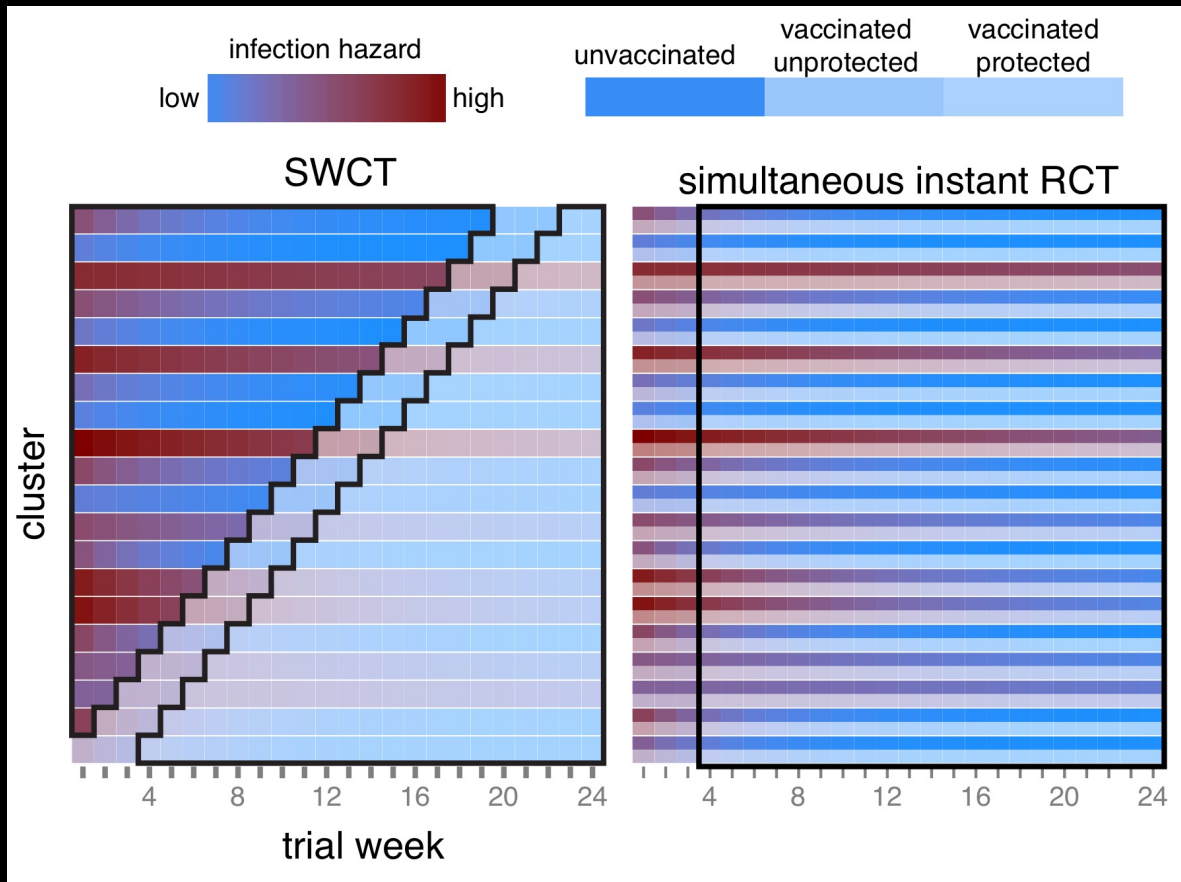 infection hazard
low
high
unvaccinated
vaccinated
unprotected
vaccinated
protected
SWCT
simultaneous instant RCT
cluster
4 8 12 16 20 24
4 8 12 16 20 24
trial week